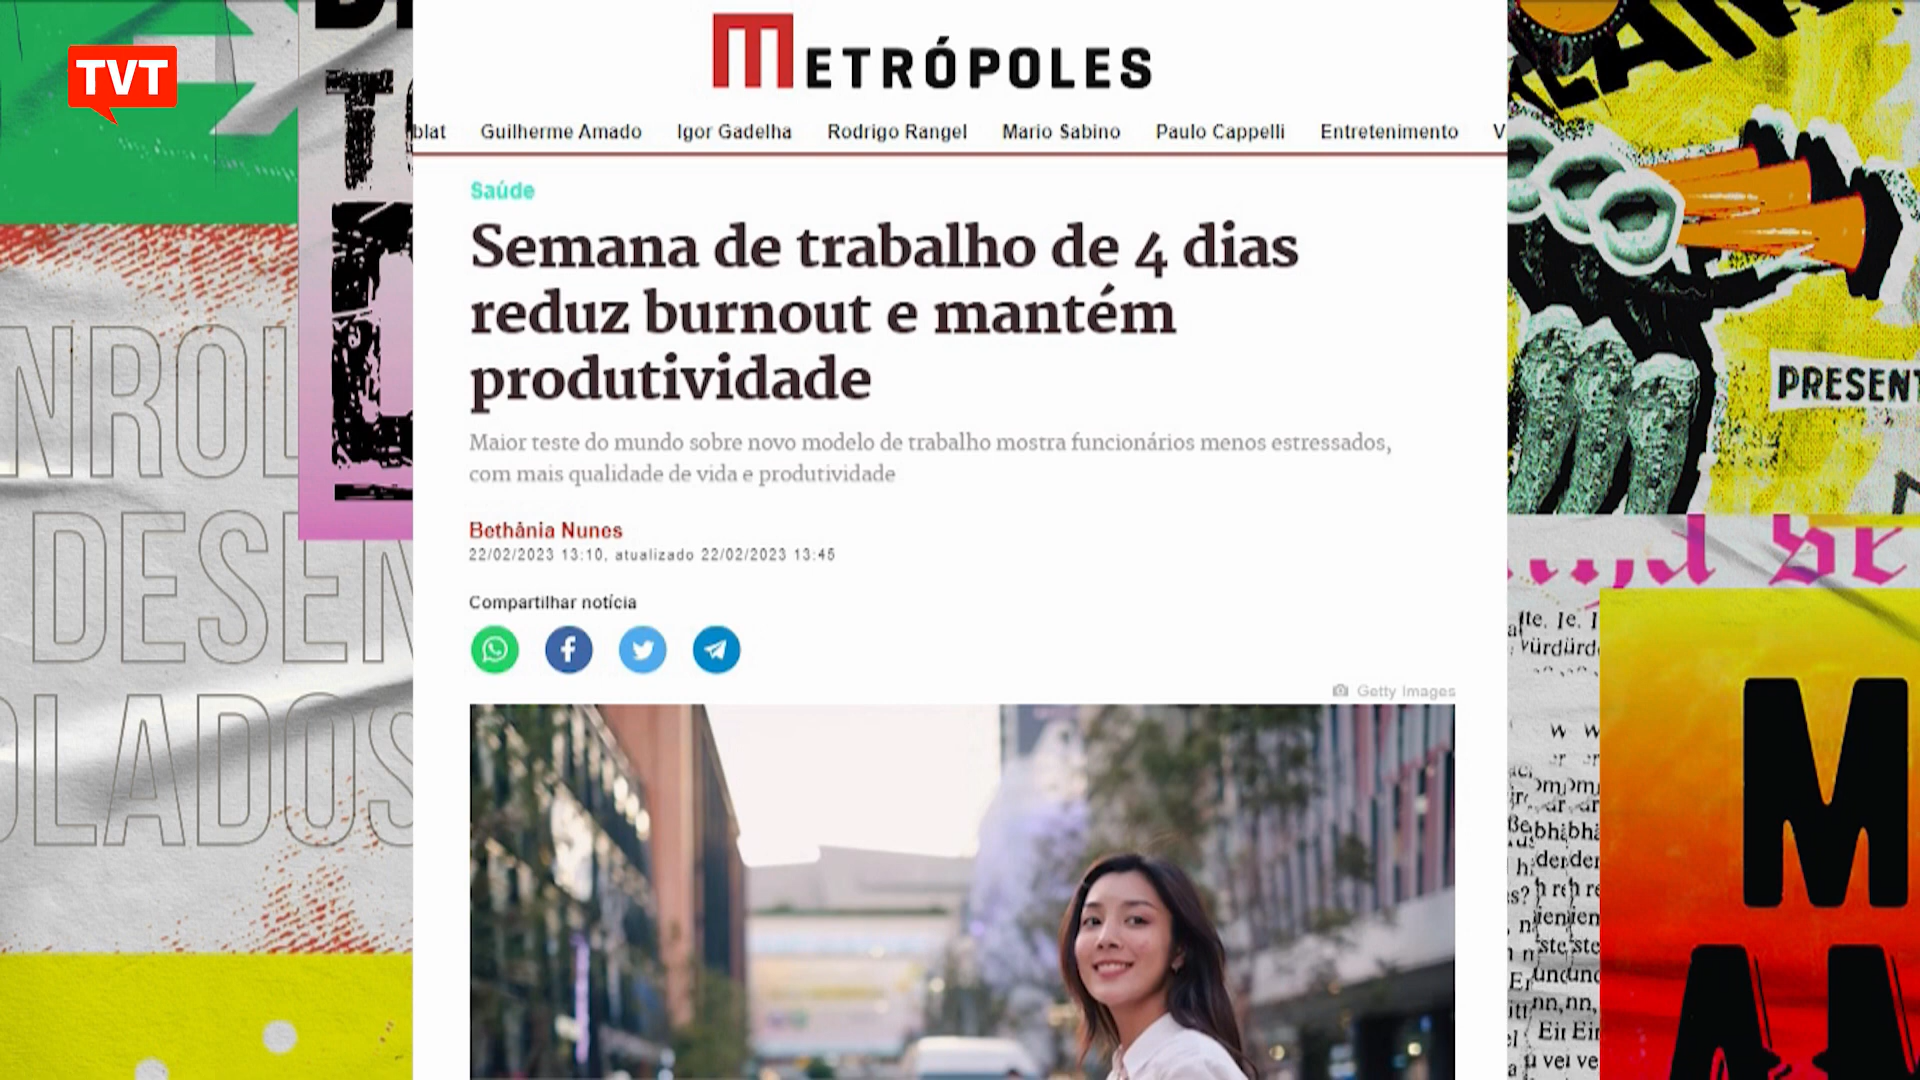 TVT
METRÓPOLES
blat Guilherme Amado Igor Gadelha Rodrigo Rangel Mario Sabino Paulo Cappelli Entretenimento V
Saúde
Semana de trabalho de 4 dias
reduz burnout e mantém
produtividade
Maior teste do mundo sobre novo modelo de trabalho mostra funcionários menos estressados,
com mais qualidade de vida e produtividade
Bethânia Nunes
22/02/2023 13:10, atualizado 22/02/2023 13:45
Compartilhar notícia
Getty Images
NROL
DESEN
OLADOS
PRESENT
M